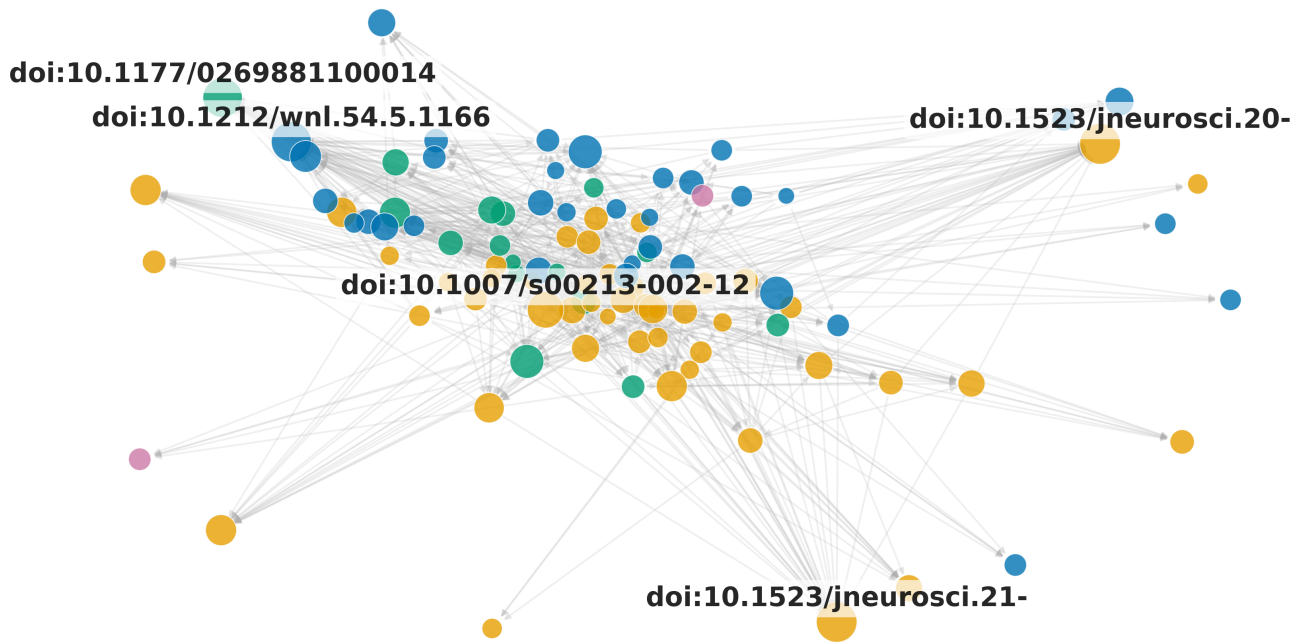 doi:10.1177/0269881100014
doi:10.1212/wnl.54.5.1166
doi:10.1523/jneurosci.20-
doi:10.1007/s00213-002-12
doi:10.1523/jneurosci.21-